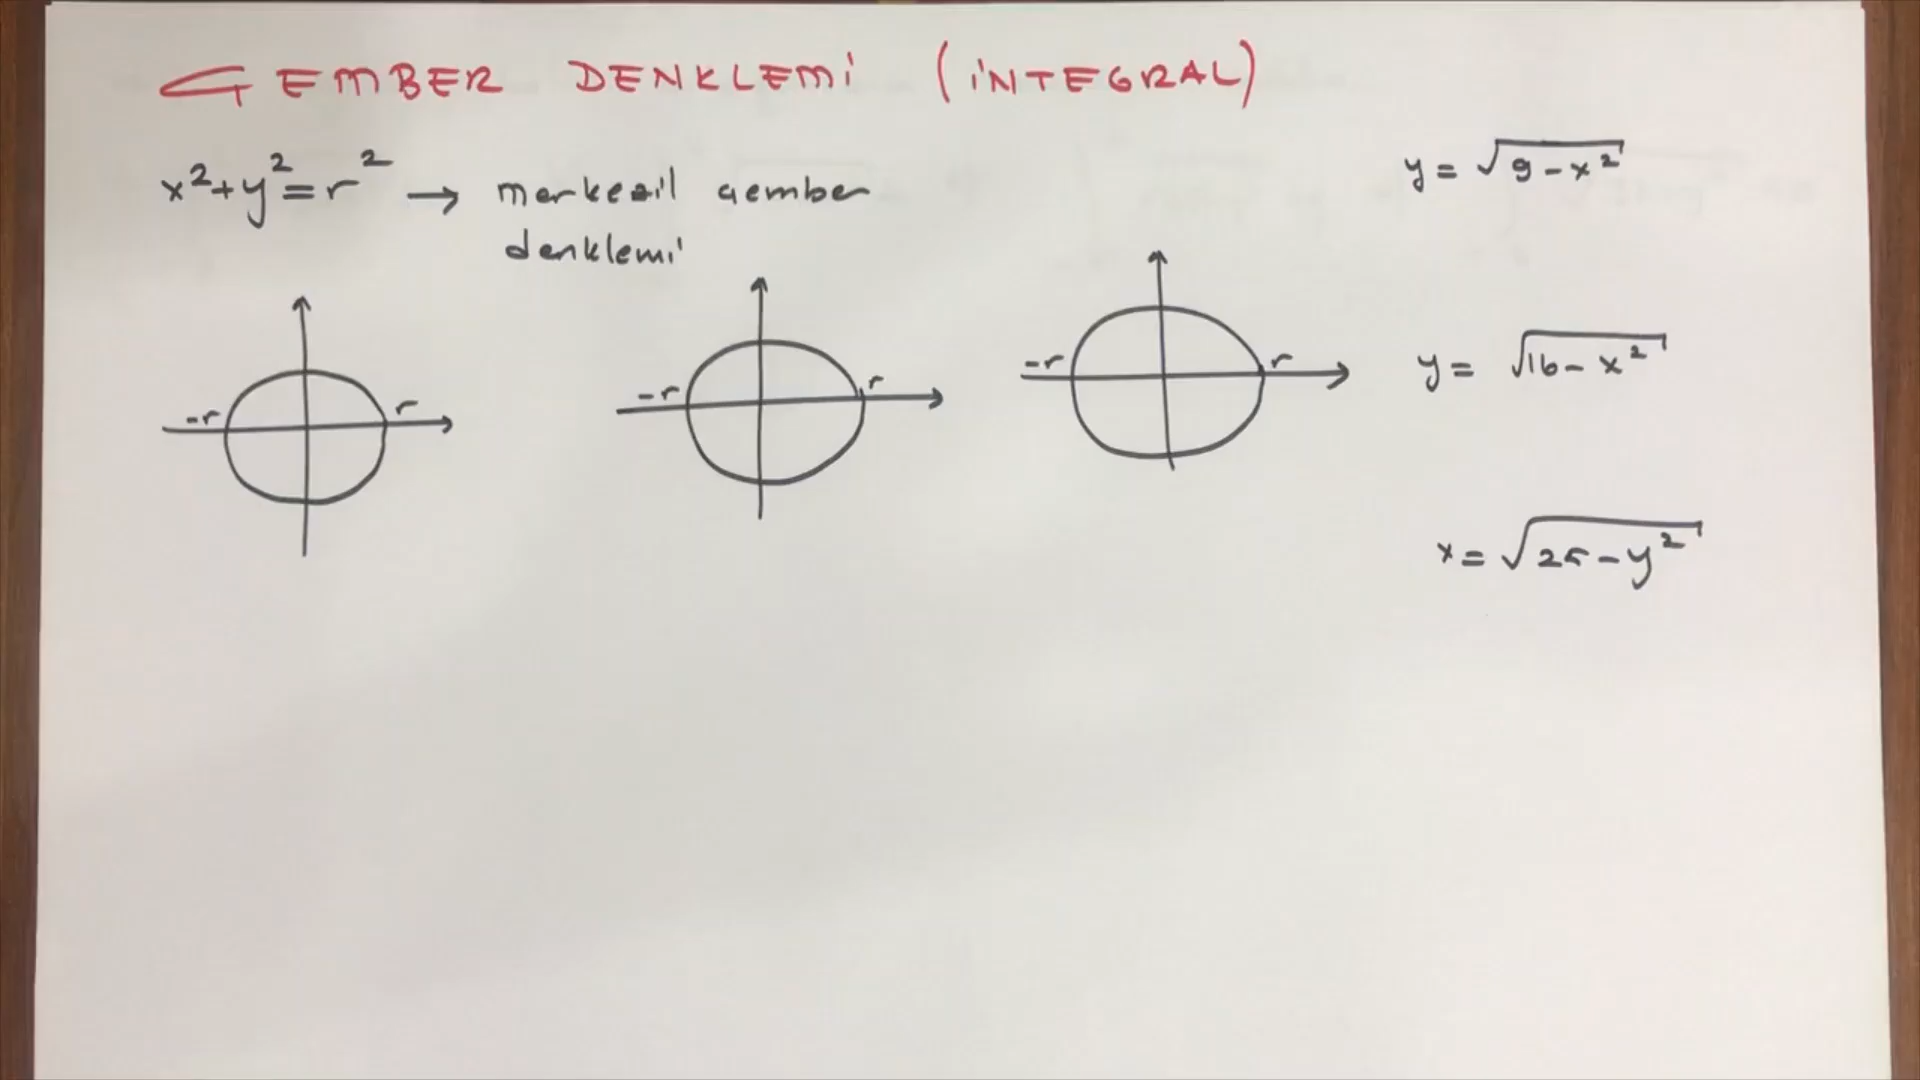 ÇEMBER DENKLEMİ (İNTEGRAL)
x²+y²=r² → merkezil çember
denklemi
-r r
-r r
-r r
y = √9-x²
y = √16-x²
x = √25-y²